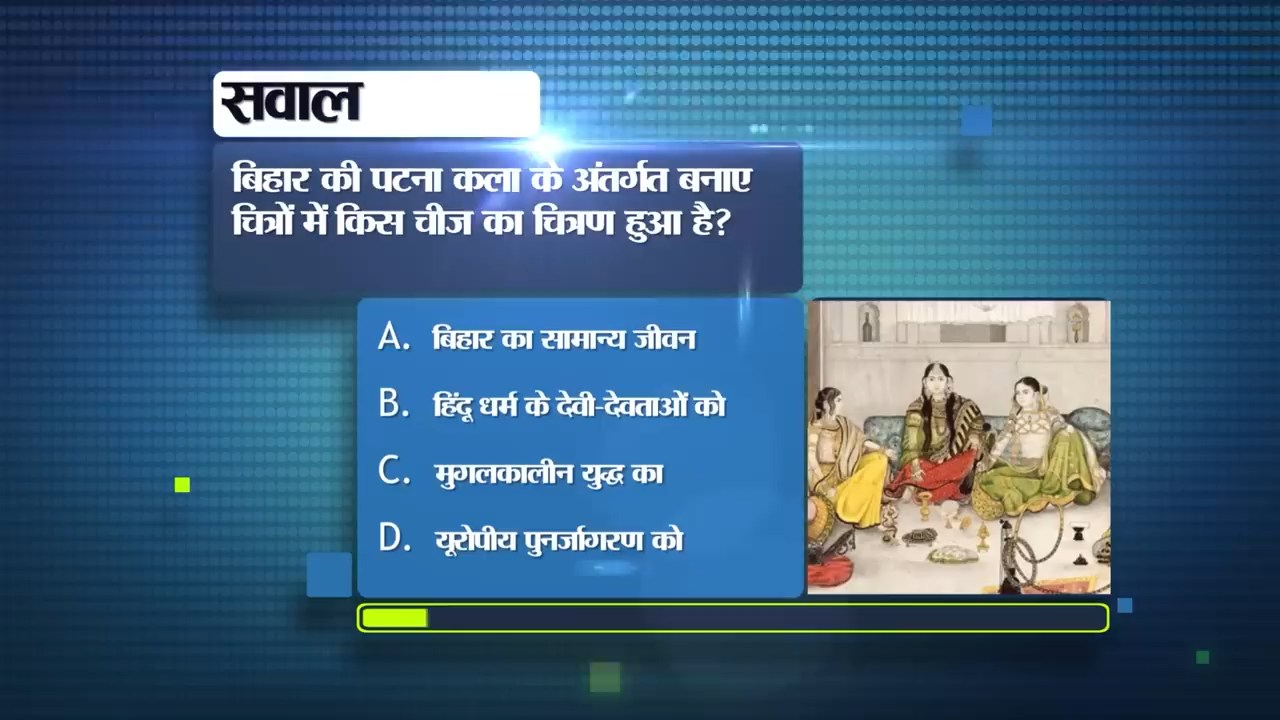 सवाल
बिहार की पटना कला के अंतर्गत बनाए
चित्रों में किस चीज का चित्रण हुआ है?
A. बिहार का सामान्य जीवन
B. हिंदू धर्म के देवी-देवताओं को
C. मुगलकालीन युद्ध का
D. यूरोपीय पुनर्जागरण को